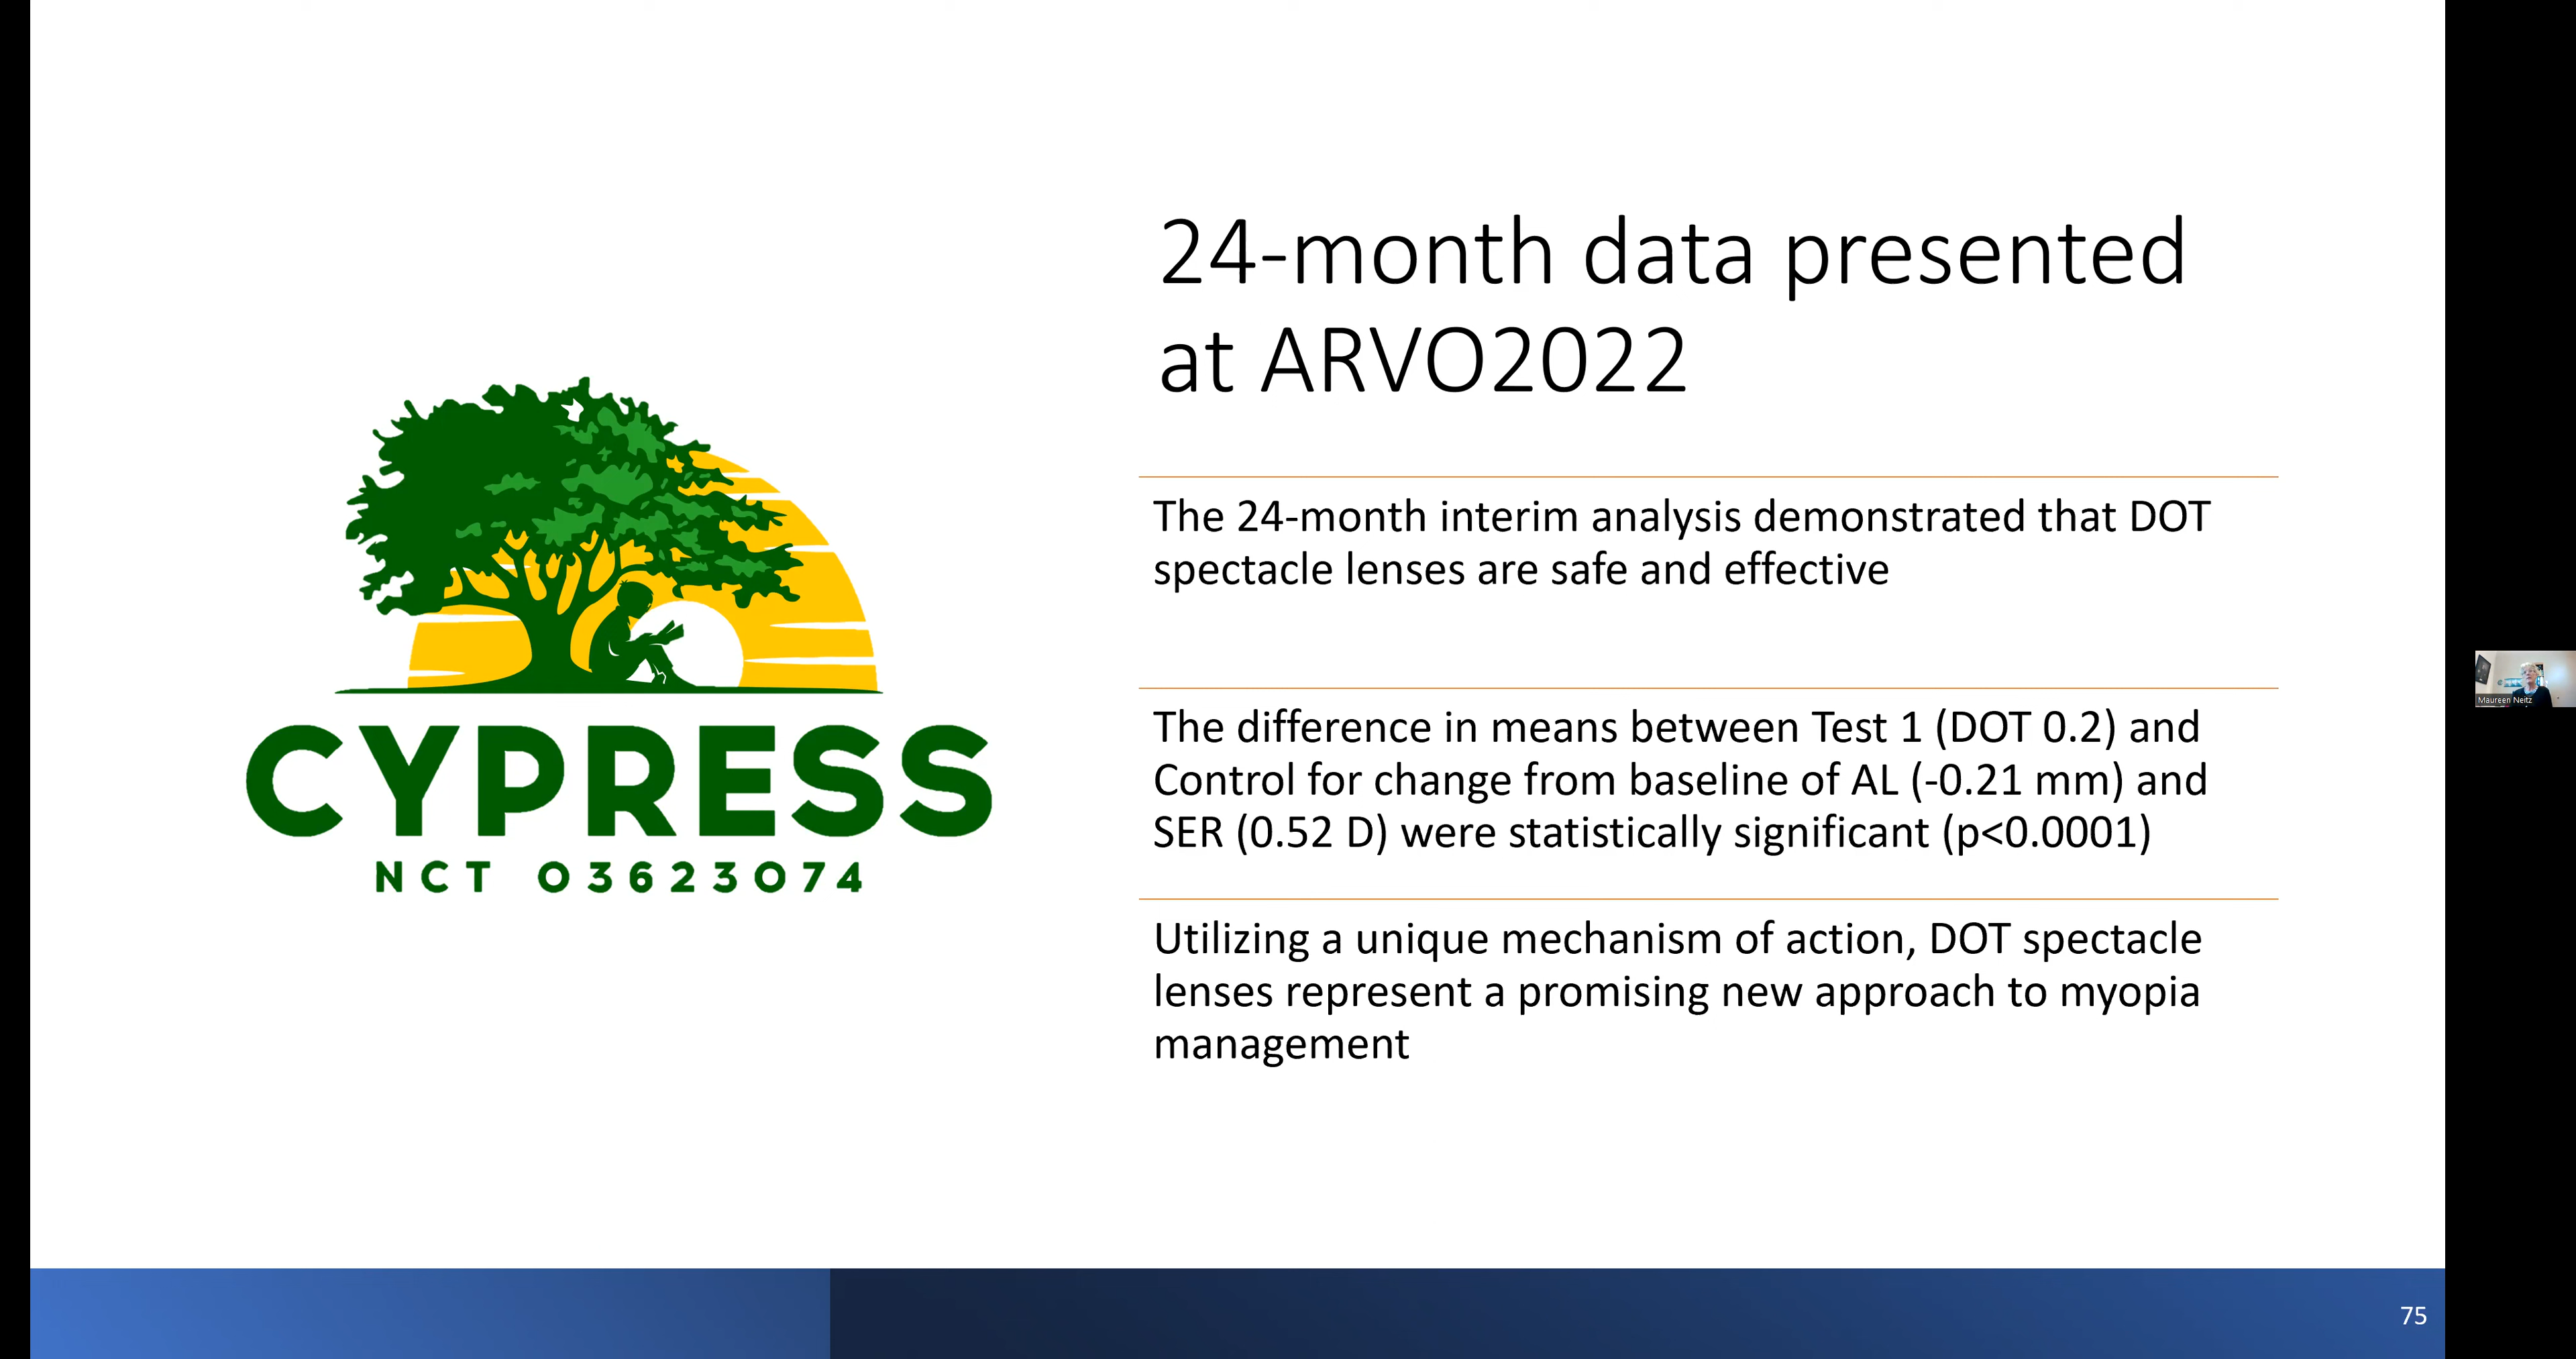 24-month data presented
at ARVO2022
The 24-month interim analysis demonstrated that DOT
spectacle lenses are safe and effective
The difference in means between Test 1 (DOT 0.2) and
Control for change from baseline of AL (-0.21 mm) and
SER (0.52 D) were statistically significant (p<0.0001)
Utilizing a unique mechanism of action, DOT spectacle
lenses represent a promising new approach to myopia
management
CYPRESS
NCT 03623074
Maureen Neitz
75